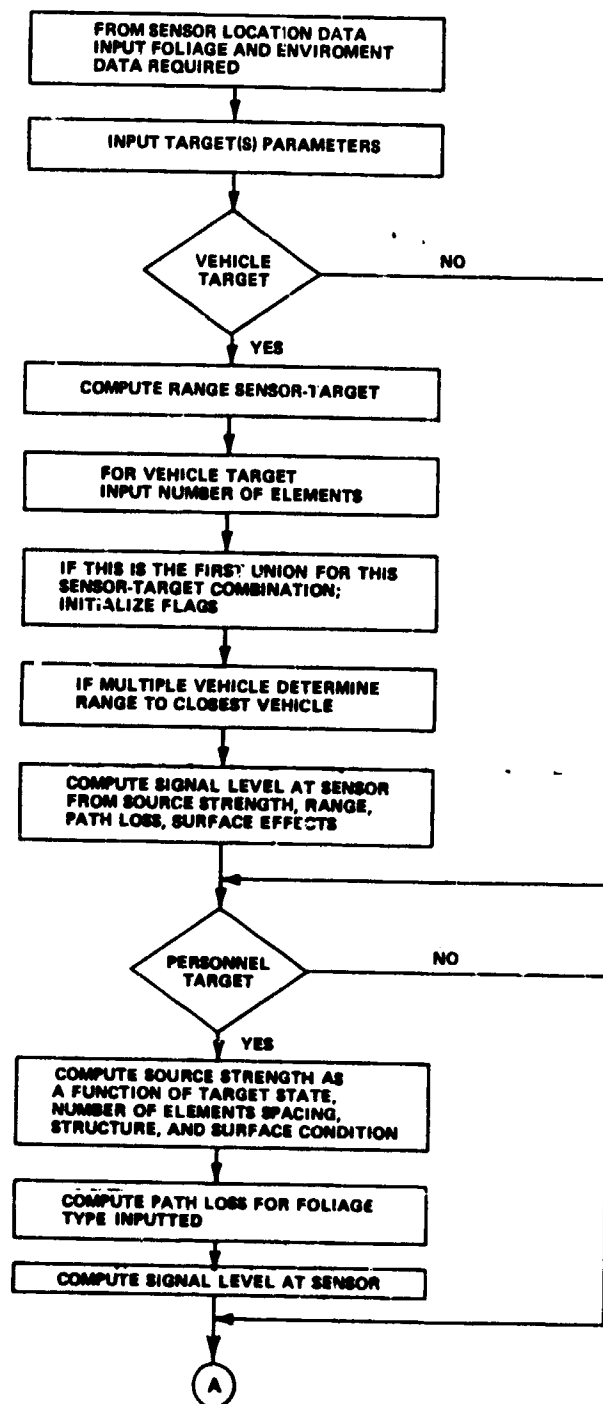 FROM SENSOR LOCATION DATA
INPUT FOLIAGE AND ENVIROMENT
DATA REQUIRED
INPUT TARGET(S) PARAMETERS
VEHICLE
TARGET
NO
YES
COMPUTE RANGE SENSOR-TARGET
FOR VEHICLE TARGET
INPUT NUMBER OF ELEMENTS
IF THIS IS THE FIRST UNION FOR THIS
SENSOR-TARGET COMBINATION;
INITIALIZE FLAGS
IF MULTIPLE VEHICLE DETERMINE
RANGE TO CLOSEST VEHICLE
COMPUTE SIGNAL LEVEL AT SENSOR
FROM SOURCE STRENGTH, RANGE,
PATH LOSS, SURFACE EFFECTS
PERSONNEL
TARGET
NO
YES
COMPUTE SOURCE STRENGTH AS
A FUNCTION OF TARGET STATE,
NUMBER OF ELEMENTS SPACING,
STRUCTURE, AND SURFACE CONDITION
COMPUTE PATH LOSS FOR FOLIAGE
TYPE INPUTTED
COMPUTE SIGNAL LEVEL AT SENSOR
A